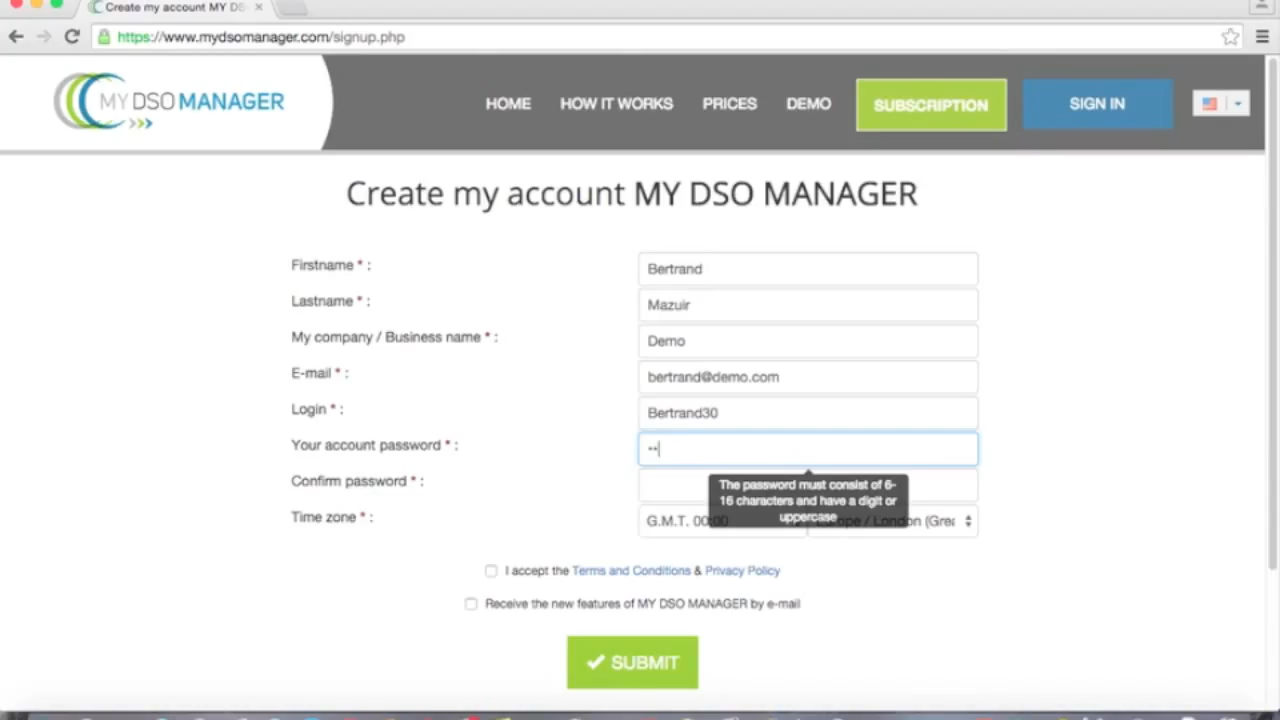 Create my account MY DS
https://www.mydsomanager.com/signup.php
MY DSO MANAGER
HOME
HOW IT WORKS
PRICES
DEMO
SUBSCRIPTION
SIGN IN
Create my account MY DSO MANAGER
Firstname * :
Bertrand
Lastname * :
Mazuir
My company / Business name * :
Demo
E-mail * :
bertrand@demo.com
Login * :
Bertrand30
Your account password * :
Confirm password * :
The password must consist of 6-
16 characters and have a digit or
uppercase
Time zone * :
G.M.T. 00:00
/ London (Grea
I accept the Terms and Conditions & Privacy Policy
Receive the new features of MY DSO MANAGER by e-mail
SUBMIT